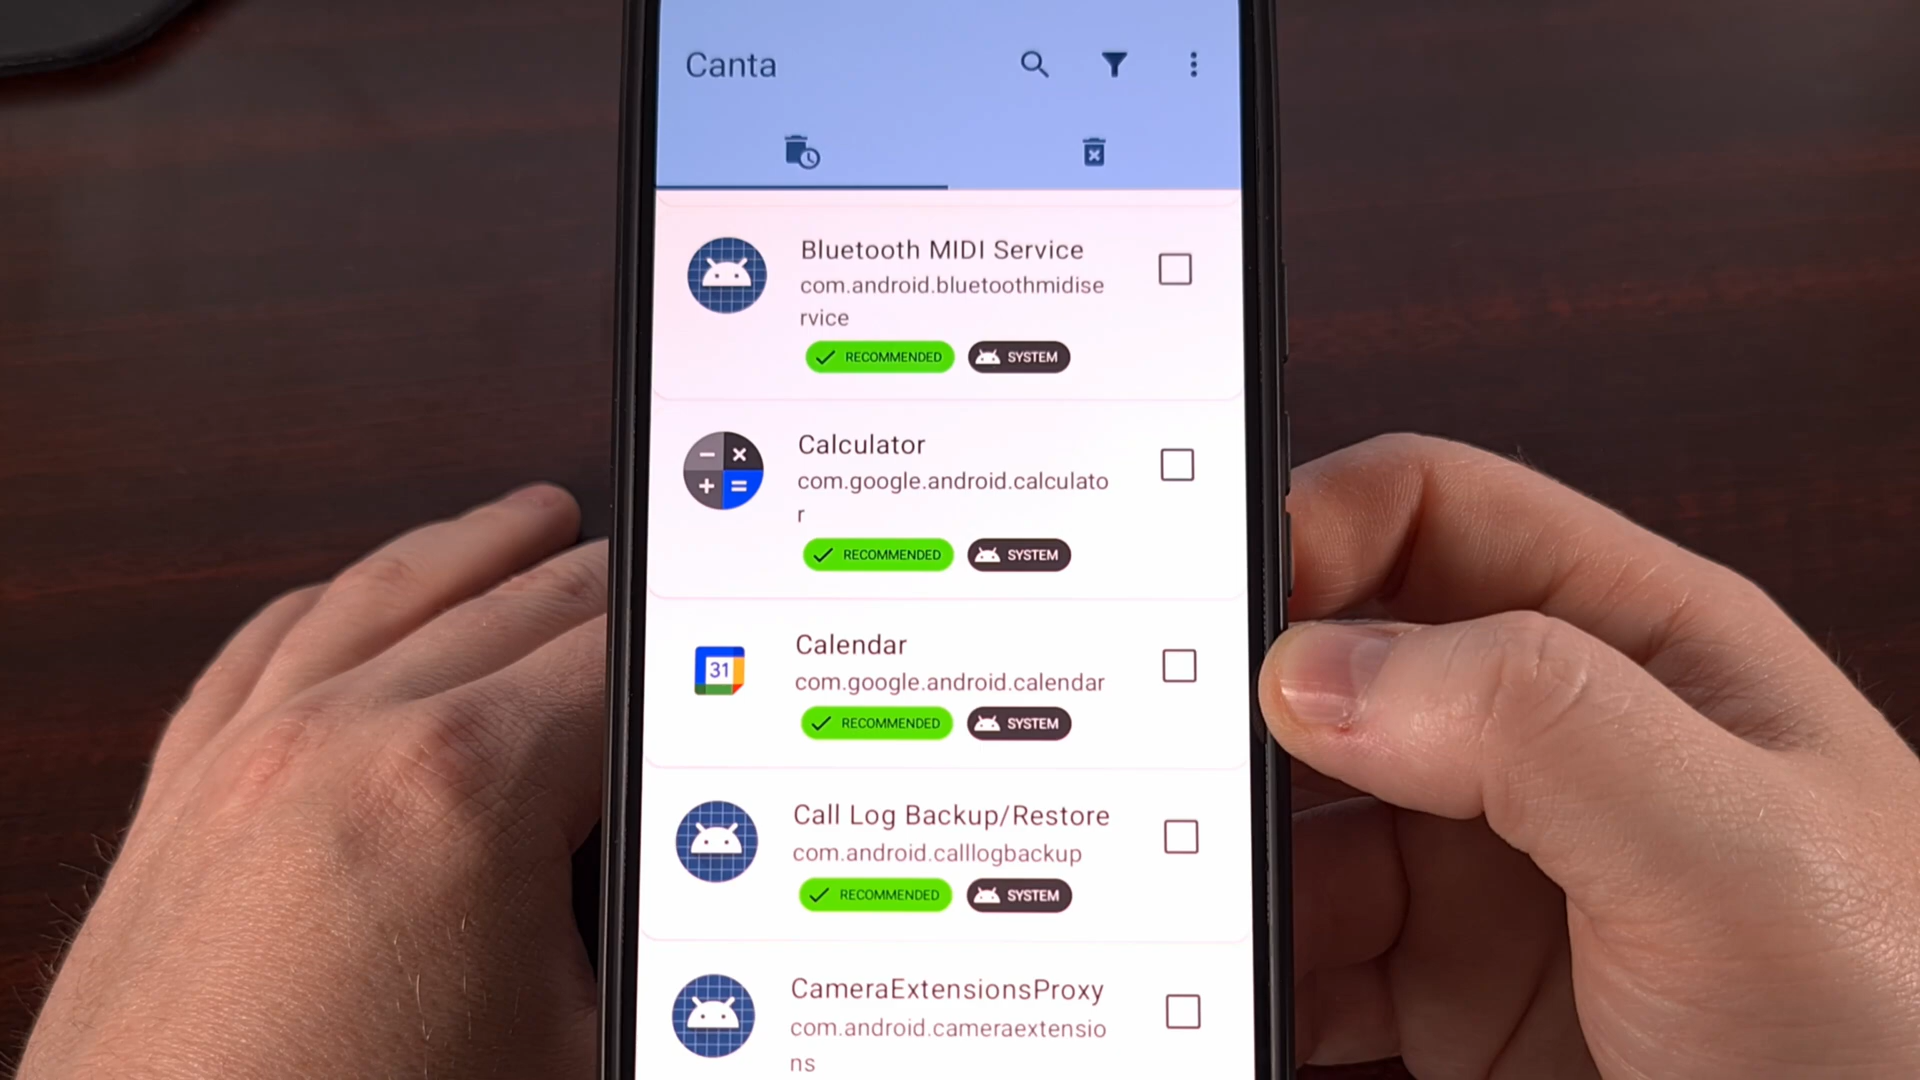 Canta
Bluetooth MIDI Service
com.android.bluetoothmidise
rvice
RECOMMENDED SYSTEM
Calculator
com.google.android.calculato
r
RECOMMENDED SYSTEM
31
Calendar
com.google.android.calendar
RECOMMENDED SYSTEM
Call Log Backup/Restore
com.android.calllogbackup
RECOMMENDED SYSTEM
CameraExtensionsProxy
com.android.cameraextensio
ns